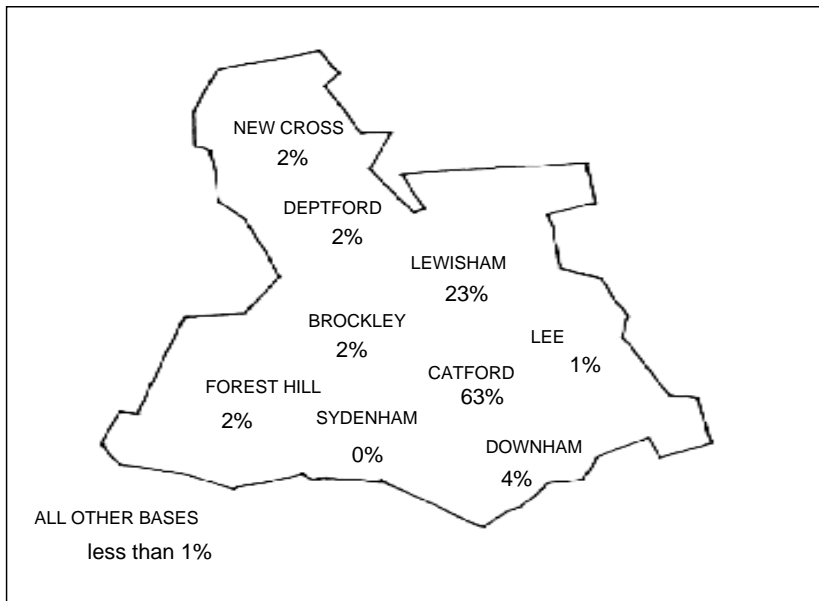 NEW CROSS
2%
DEPTFORD
2%
LEWISHAM
23%
BROCKLEY
2%
LEE
1%
CATFORD
63%
FOREST HILL
2%
SYDENHAM
0%
DOWNHAM
4%
ALL OTHER BASES
less than 1%